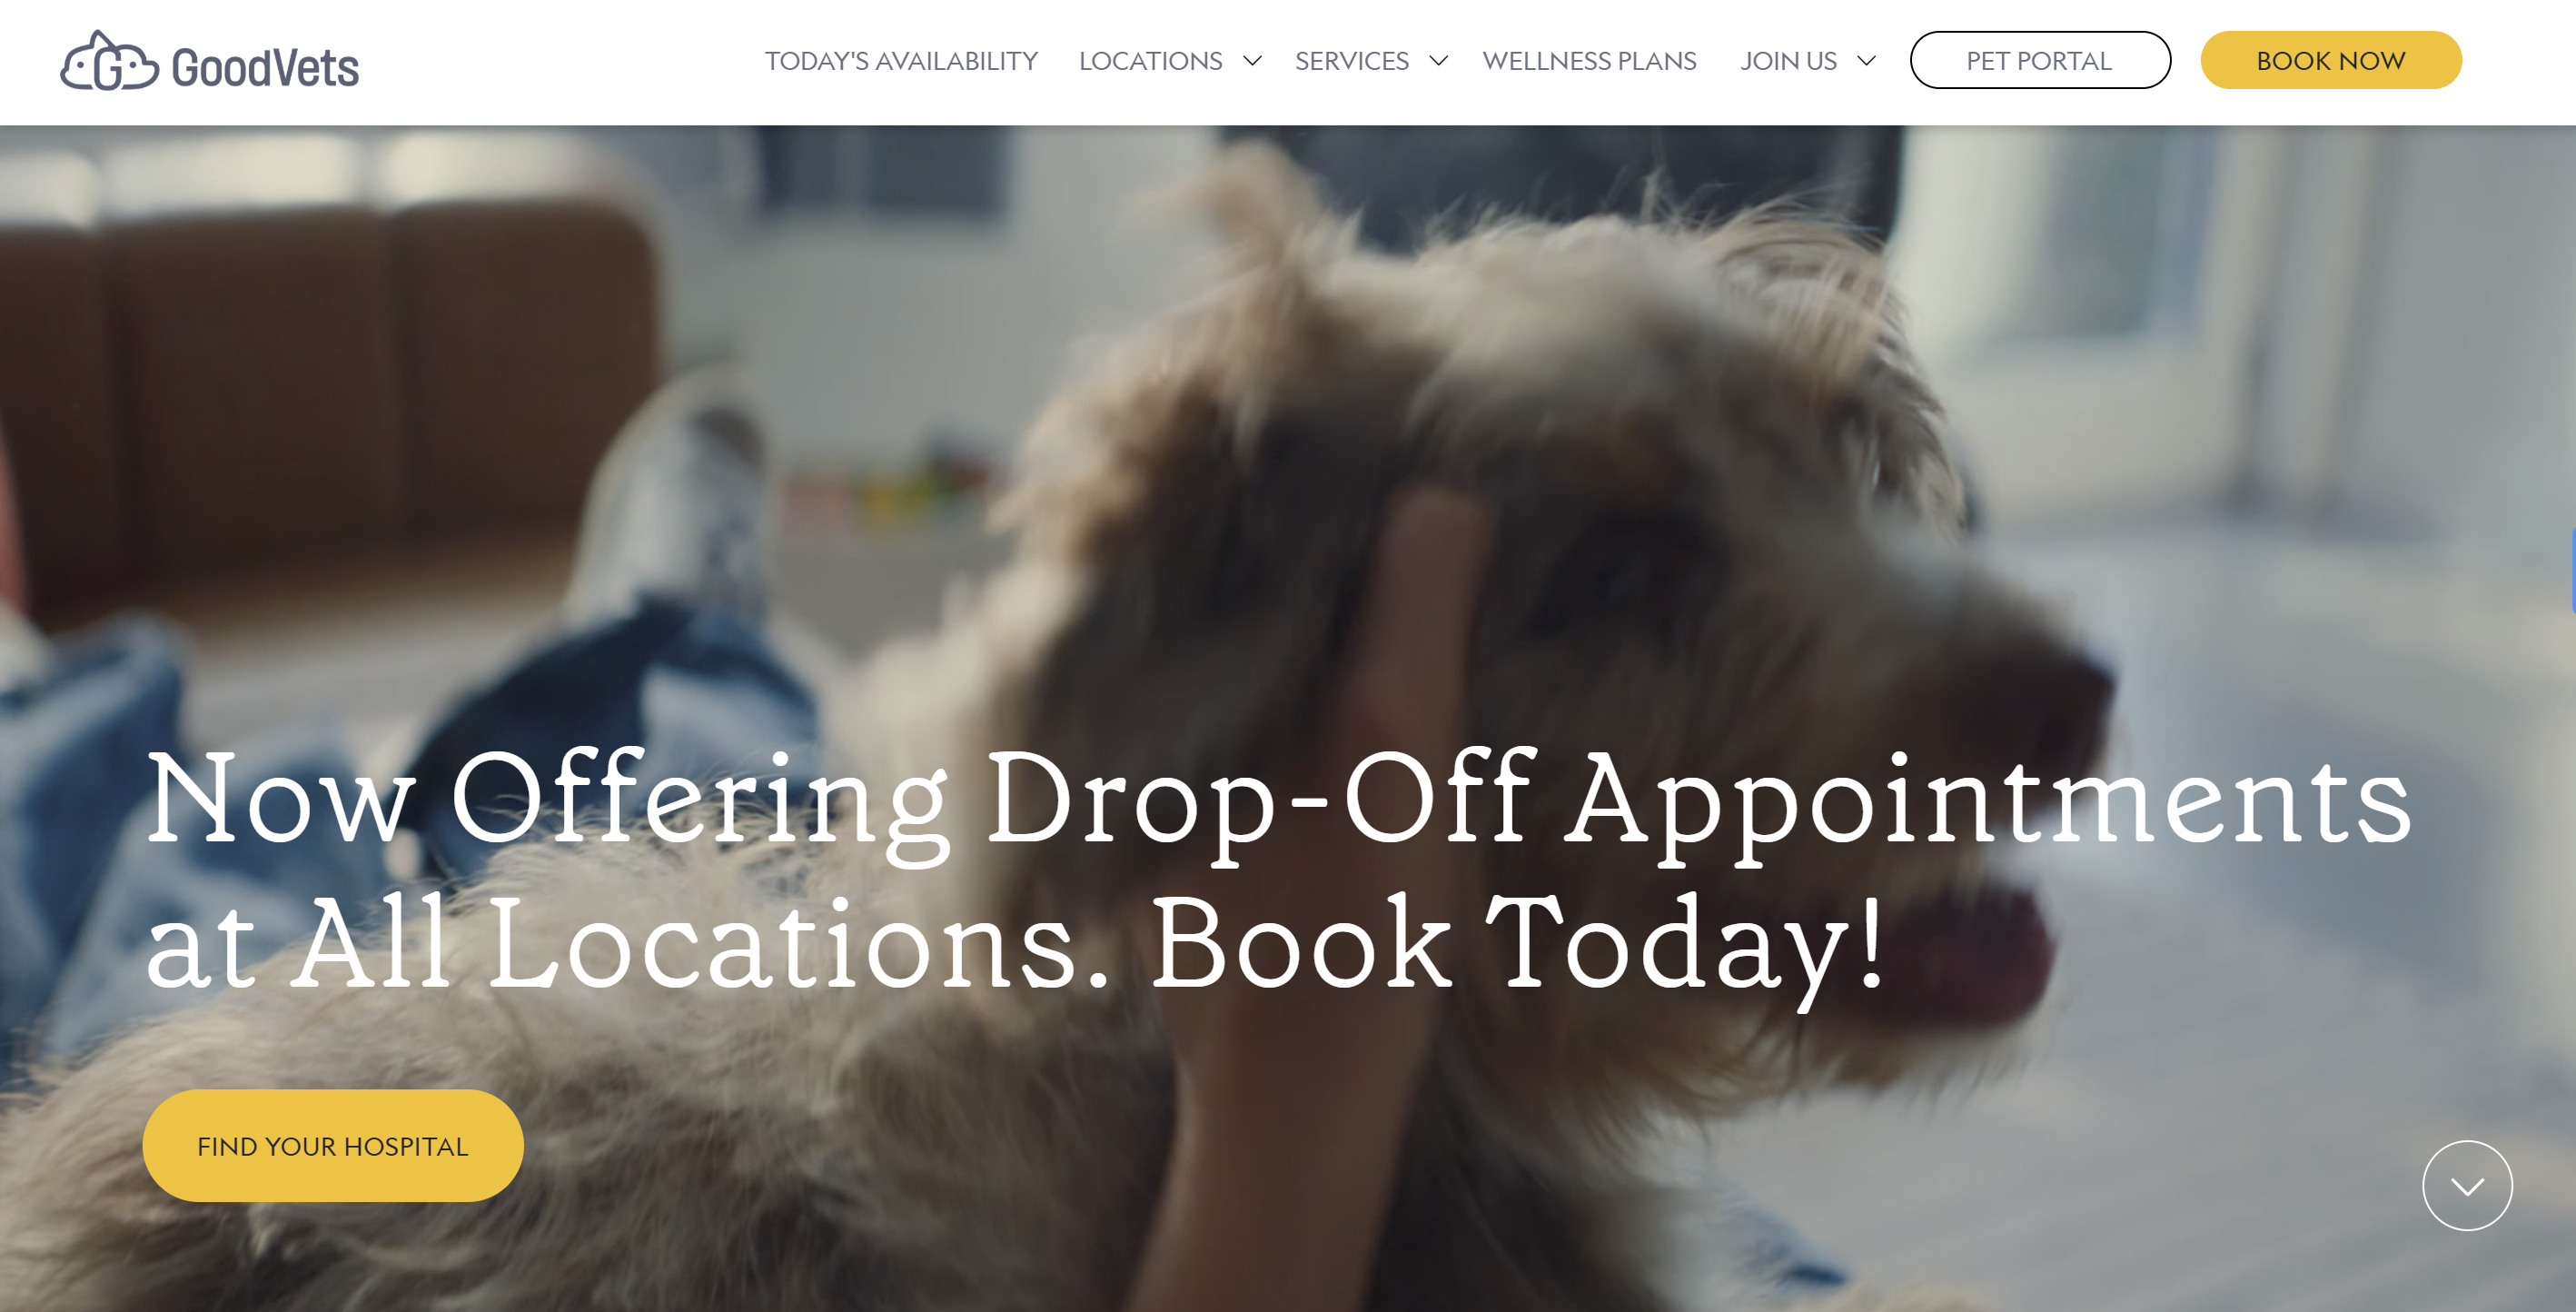 GoodVets
TODAY'S AVAILABILITY
LOCATIONS
SERVICES
WELLNESS PLANS
JOIN US
PET PORTAL
BOOK NOW
Now Offering Drop-Off Appointments
at All Locations. Book Today!
FIND YOUR HOSPITAL